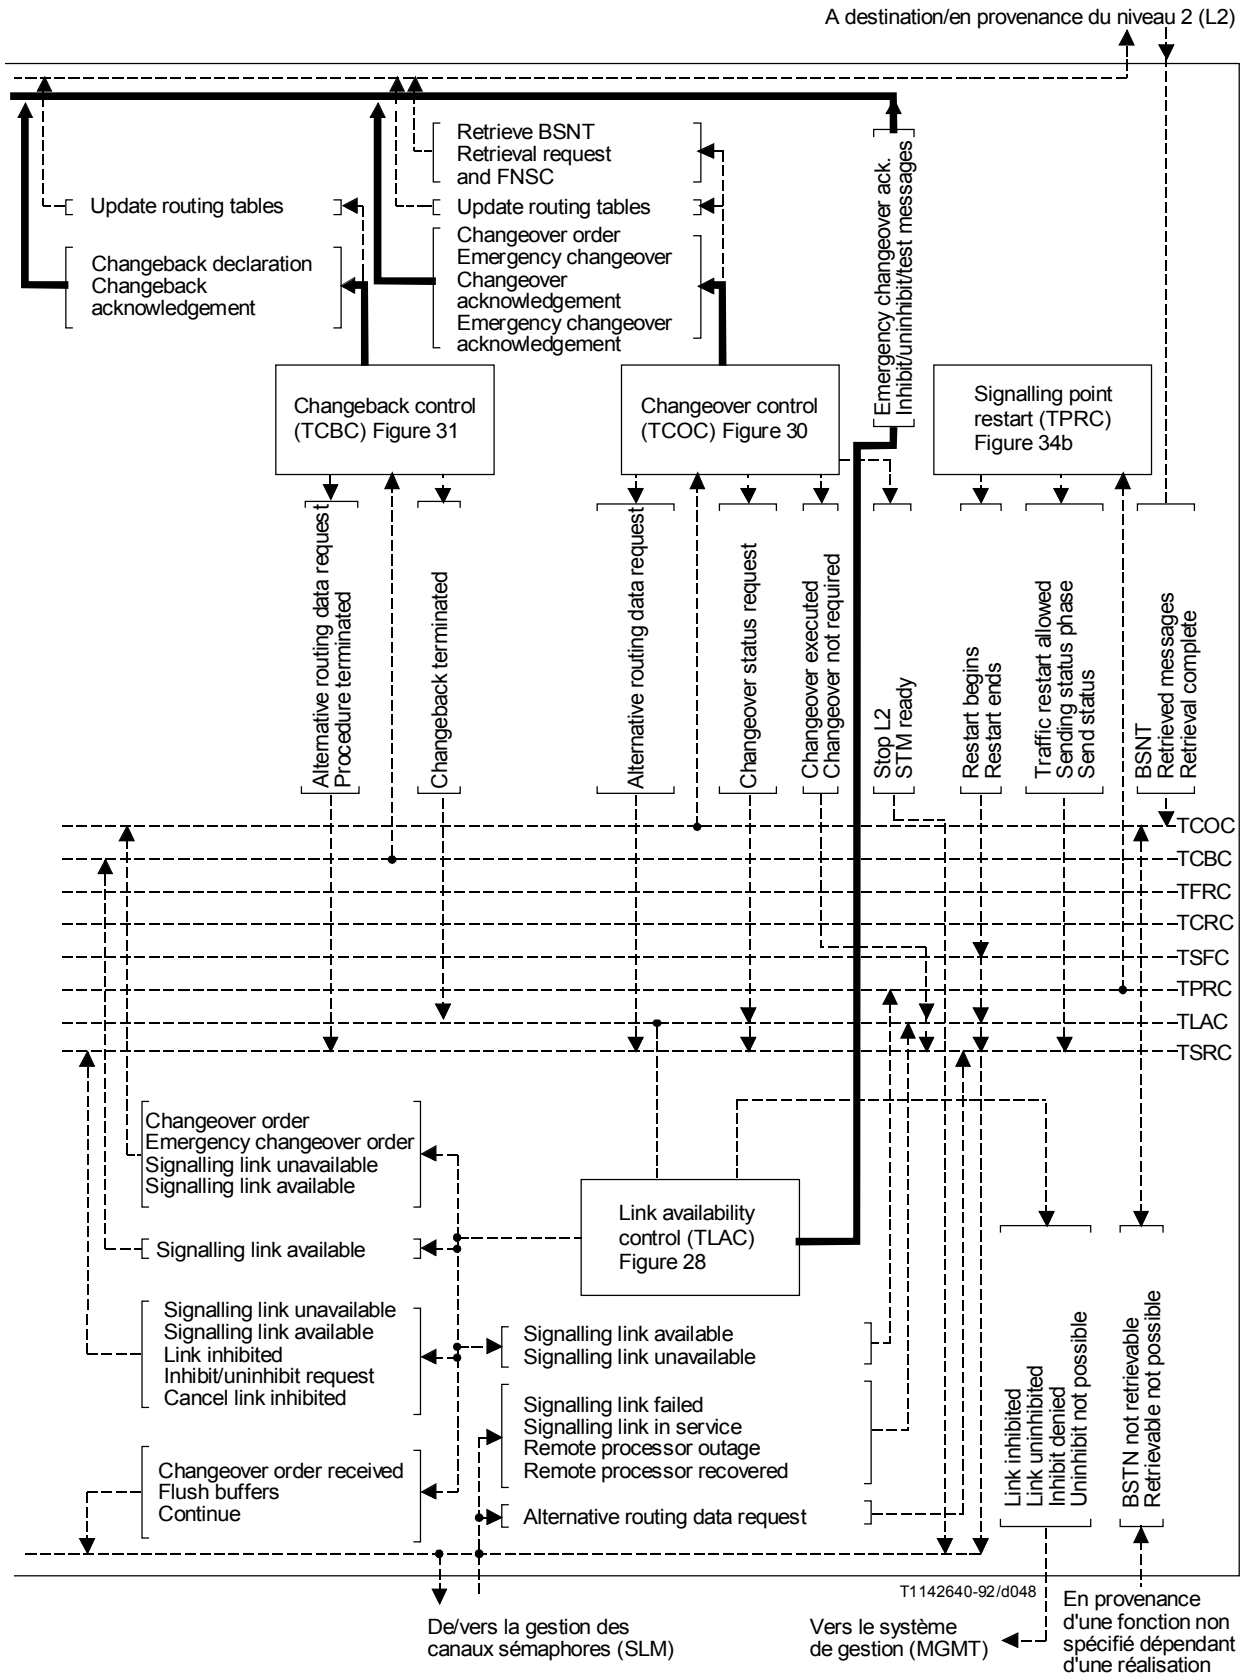 A destination/en provenance du niveau 2 (L2)
Retrieve BSNT
Retrieval request
and FNSC
Update routing tables
Update routing tables
Changeback declaration
Changeback
acknowledgement
Changeover order
Emergency changeover
Changeover
acknowledgement
Emergency changeover
acknowledgement
Emergency changeover ack.
Inhibit/uninhibit/test messages
Changeback control
(TCBC) Figure 31
Changeover control
(TCOC) Figure 30
Signalling point
restart (TPRC)
Figure 34b
Alternative routing data request
Procedure terminated
Changeback terminated
Alternative routing data request
Changeover status request
Changeover executed
Changeover not required
Stop L2
STM ready
Restart begins
Restart ends
Traffic restart allowed
Sending status phase
Send status
BSNT
Retrieved messages
Retrieval complete
TCOC
TCBC
TFRC
TCRC
TSFC
TPRC
TLAC
TSRC
Changeover order
Emergency changeover order
Signalling link unavailable
Signalling link available
Signalling link available
Link availability
control (TLAC)
Figure 28
Signalling link unavailable
Signalling link available
Link inhibited
Inhibit/uninhibit request
Cancel link inhibited
Signalling link available
Signalling link unavailable
Signalling link failed
Signalling link in service
Remote processor outage
Remote processor recovered
Changeover order received
Flush buffers
Continue
Alternative routing data request
Link inhibited
Link uninhibited
Inhibit denied
Uninhibit not possible
BSTN not retrievable
Retrievable not possible
T1142640-92/d048
De/vers la gestion des
canaux sémaphores (SLM)
Vers le système
de gestion (MGMT)
En provenance
d'une fonction non
spécifié dépendant
d'une réalisation